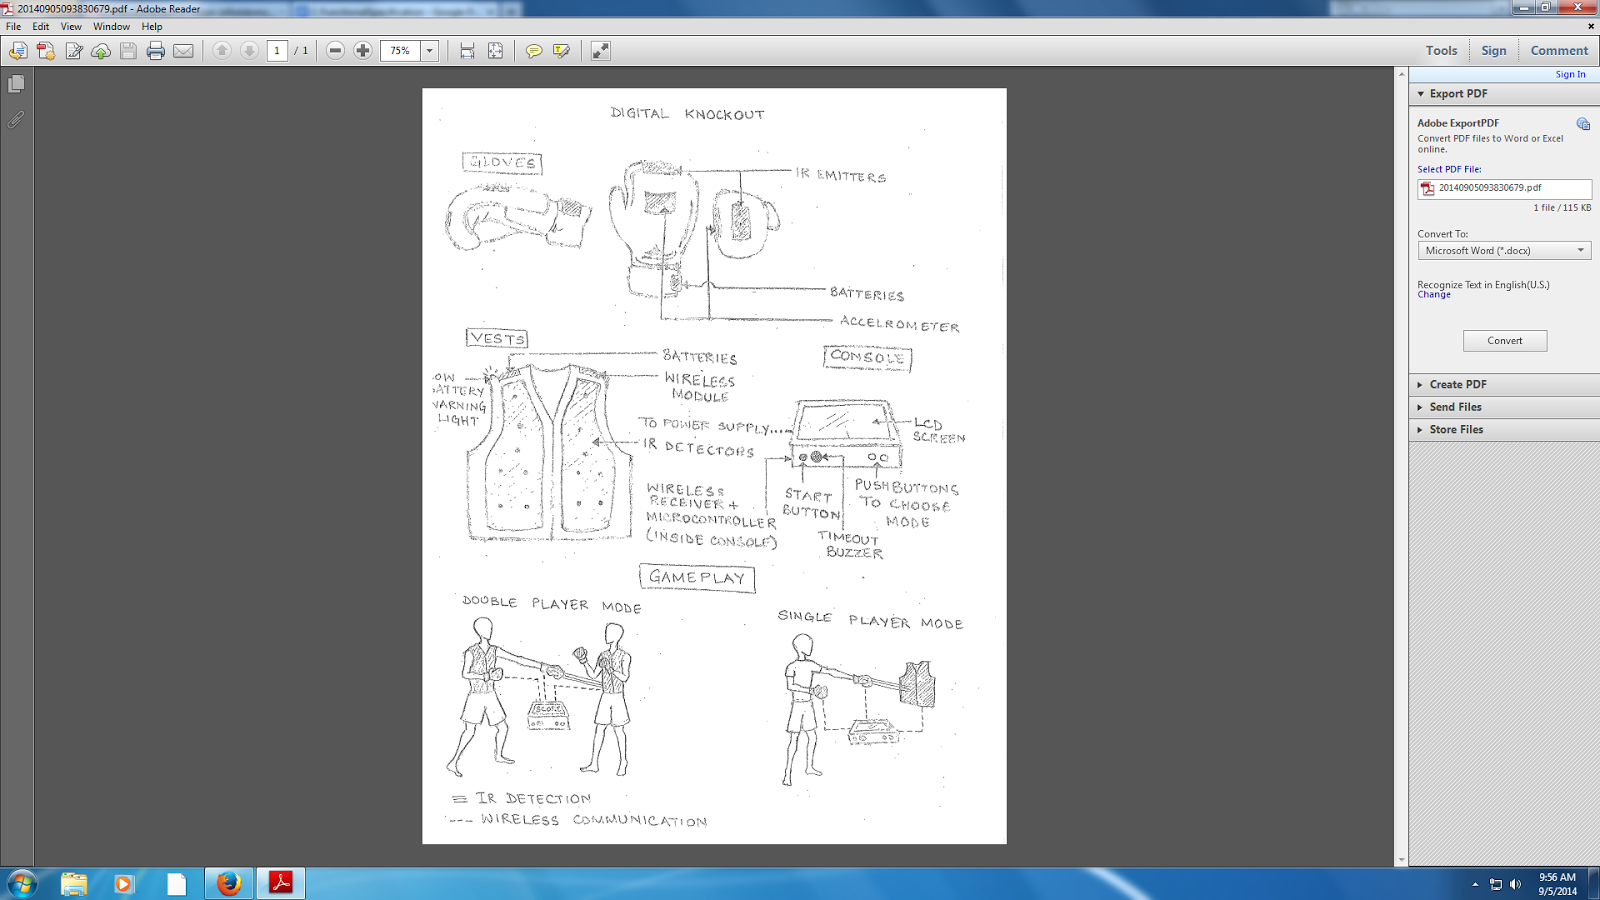 20140905093830679.pdf - Adobe Reader
File Edit View Window Help
1 / 1 75% Tools Sign Comment
Sign In
Export PDF
Adobe ExportPDF
Convert PDF files to Word or Excel
online.
Select PDF File:
20140905093830679.pdf
1 file / 115 KB
Convert To:
Microsoft Word (*.docx)
Recognize Text in English(U.S.)
Change
Convert
Create PDF
Send Files
Store Files
DIGITAL KNOCKOUT
GLOVES
IR EMITTERS
BATTERIES
ACCELROMETER
VESTS
BATTERIES
WIRELESS
MODULE
OW
BATTERY
WARNING
LIGHT
IR DETECTORS
CONSOLE
TO POWER SUPPLY....
LCD
SCREEN
WIRELESS
RECEIVER +
MICROCONTROLLER
(INSIDE CONSOLE)
START
BUTTON
TIMEOUT
BUZZER
PUSHBUTTONS
TO CHOOSE
MODE
GAMEPLAY
DOUBLE PLAYER MODE
SCORE
SINGLE PLAYER MODE
IR DETECTION
--- WIRELESS COMMUNICATION
9:56 AM
9/5/2014